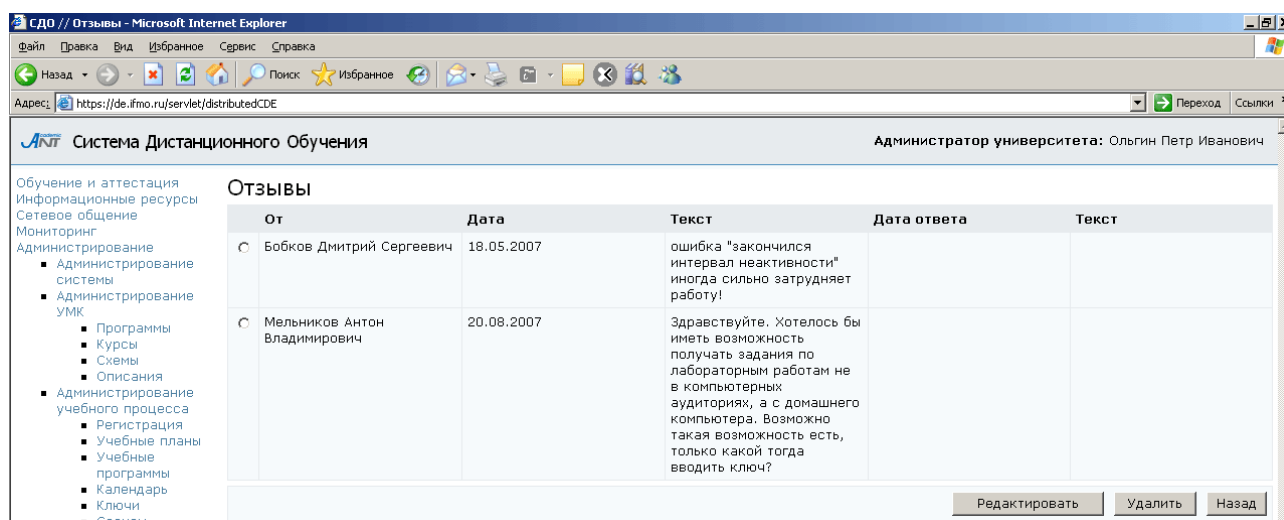 СДО // Отзывы - Microsoft Internet Explorer
Файл Правка Вид Избранное Сервис Справка
Назад Поиск Избранное
Адрес: https://de.ifmo.ru/servlet/distributedCDE Переход Ссылки
Academic ANT Система Дистанционного Обучения Администратор университета: Ольгин Петр Иванович
Обучение и аттестация
Информационные ресурсы
Сетевое общение
Мониторинг
Администрирование
Администрирование
системы
Администрирование
УМК
Программы
Курсы
Схемы
Описания
Администрирование
учебного процесса
Регистрация
Учебные планы
Учебные
программы
Календарь
Ключи
Отзывы
От Дата Текст Дата ответа Текст
Бобков Дмитрий Сергеевич 18.05.2007 ошибка "закончился
интервал неактивности"
иногда сильно затрудняет
работу!
Мельников Антон 20.08.2007 Здравствуйте. Хотелось бы
Владимирович иметь возможность
получать задания по
лабораторным работам не
в компьютерных
аудиториях, а с домашнего
компьютера. Возможно
такая возможность есть,
только какой тогда
вводить ключ?
Редактировать Удалить Назад